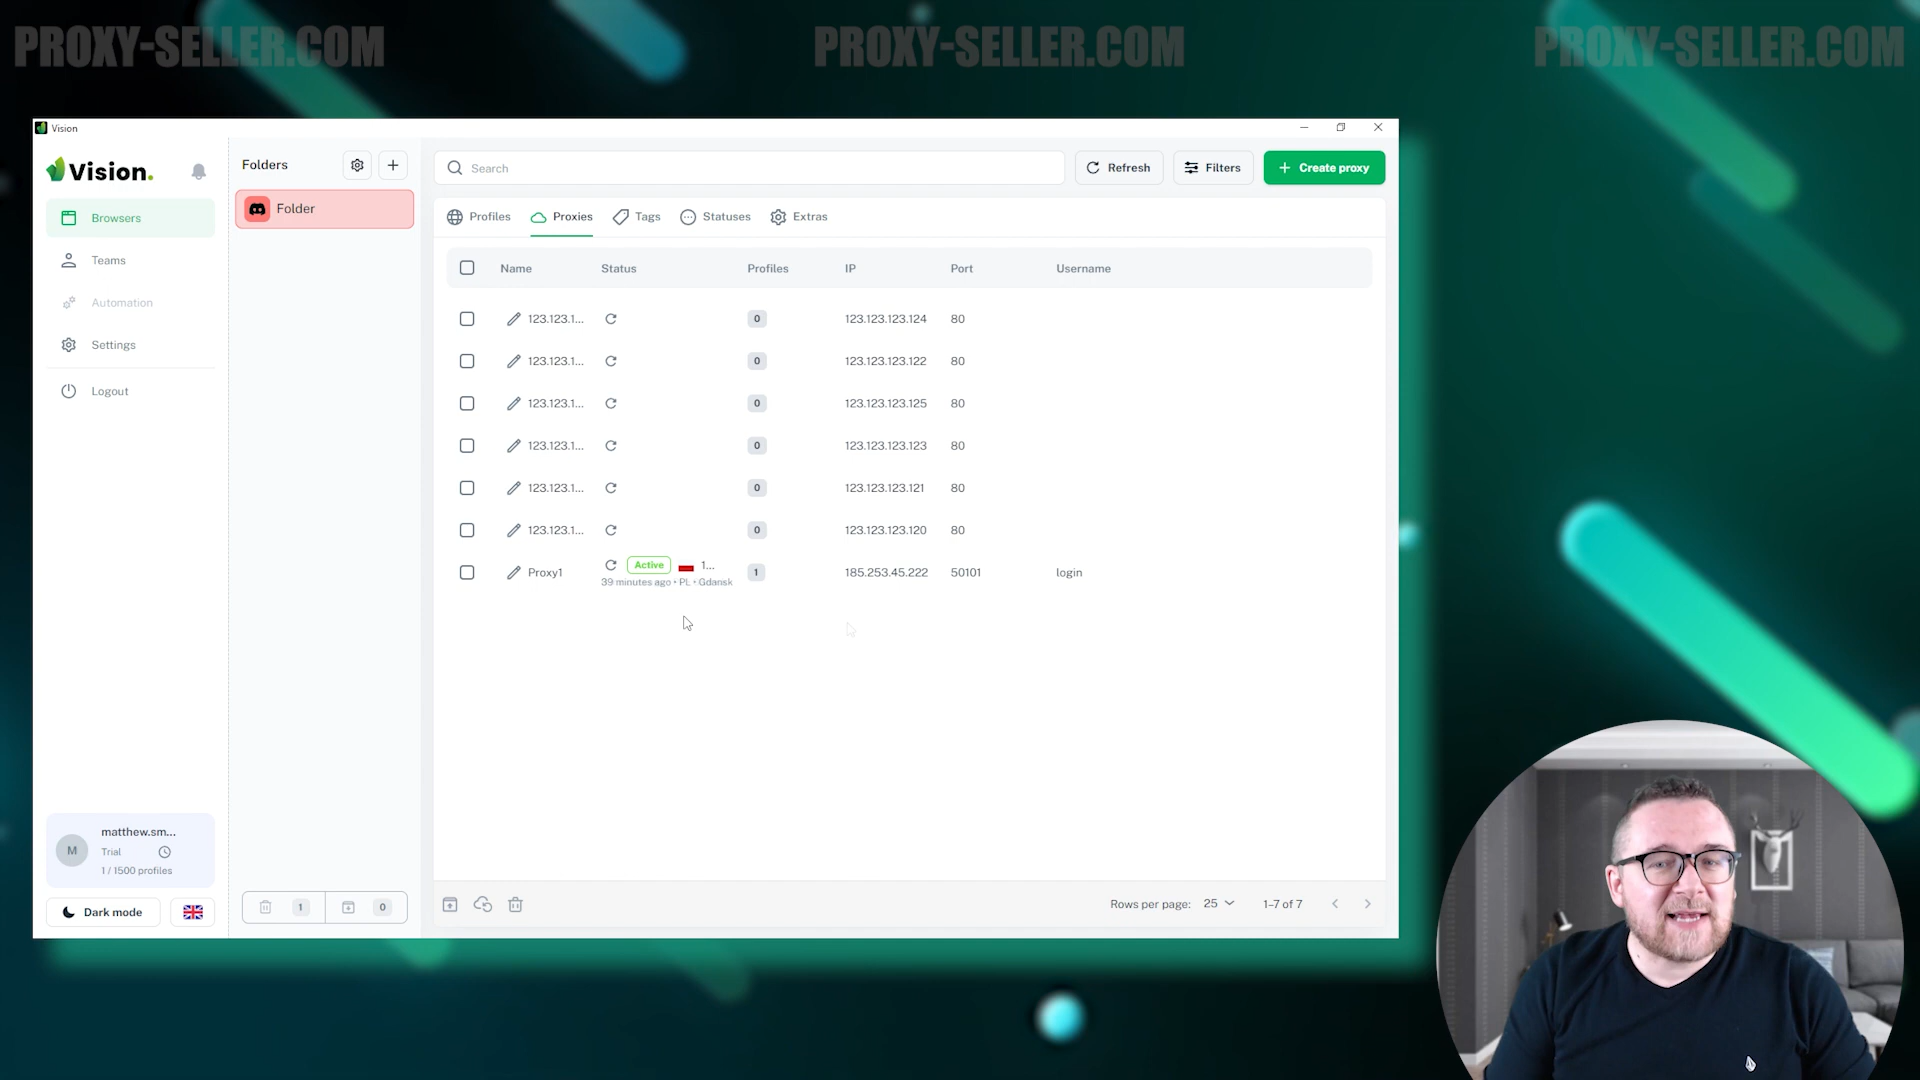 PROXY-SELLER.COM PROXY-SELLER.COM PROXY-SELLER.COM
Vision
Vision.
Browsers
Teams
Automation
Settings
Logout
matthew.sm...
M
Trial
1 / 1500 profiles
Dark mode
Folders
Folder
1
0
Search
Refresh
Filters
Create proxy
Profiles Proxies Tags Statuses Extras
Name Status Profiles IP Port Username
123.123.1... 0 123.123.123.124 80
123.123.1... 0 123.123.123.122 80
123.123.1... 0 123.123.123.125 80
123.123.1... 0 123.123.123.123 80
123.123.1... 0 123.123.123.121 80
123.123.1... 0 123.123.123.120 80
Proxy1 Active 1... 1 185.253.45.222 50101 login
39 minutes ago • PL • Gdansk
Rows per page: 25 1-7 of 7